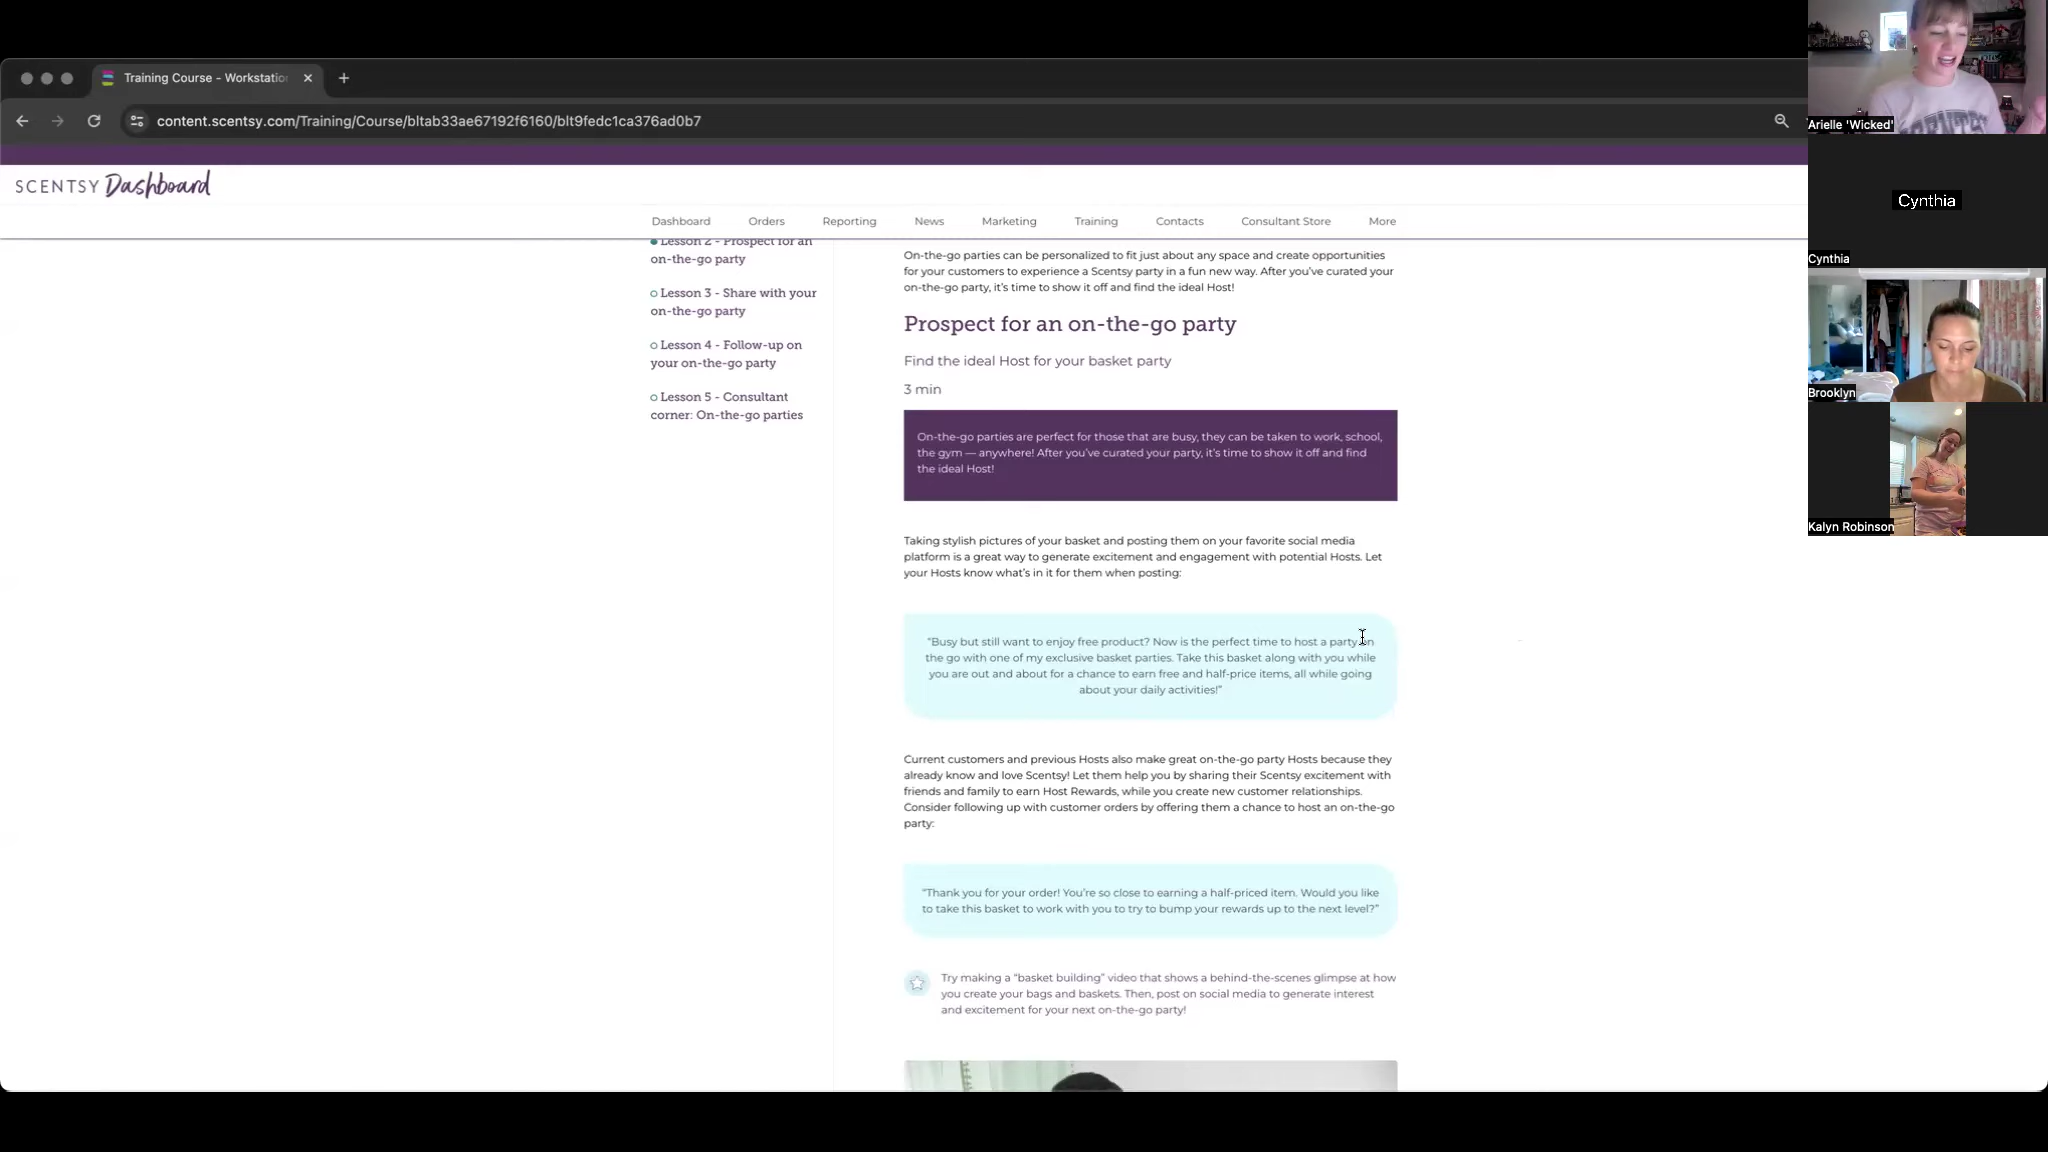 Training Course - Workstation
content.scentsy.com/Training/Course/bltab33ae67192f6160/blt9fedc1ca376ad0b7
SCENTSY Dashboard
Dashboard
Orders
Reporting
News
Marketing
Training
Contacts
Consultant Store
More
Lesson 2 - Prospect for an
on-the-go party
Lesson 3 - Share with your
on-the-go party
Lesson 4 - Follow-up on
your on-the-go party
Lesson 5 - Consultant
corner: On-the-go parties
On-the-go parties can be personalized to fit just about any space and create opportunities
for your customers to experience a Scentsy party in a fun new way. After you've curated your
on-the-go party, it's time to show it off and find the ideal Host!
Prospect for an on-the-go party
Find the ideal Host for your basket party
3 min
On-the-go parties are perfect for those that are busy, they can be taken to work, school,
the gym — anywhere! After you've curated your party, it's time to show it off and find
the ideal Host!
Taking stylish pictures of your basket and posting them on your favorite social media
platform is a great way to generate excitement and engagement with potential Hosts. Let
your Hosts know what's in it for them when posting:
"Busy but still want to enjoy free product? Now is the perfect time to host a party on
the go with one of my exclusive basket parties. Take this basket along with you while
you are out and about for a chance to earn free and half-price items, all while going
about your daily activities!"
Current customers and previous Hosts also make great on-the-go party Hosts because they
already know and love Scentsy! Let them help you by sharing their Scentsy excitement with
friends and family to earn Host Rewards, while you create new customer relationships.
Consider following up with customer orders by offering them a chance to host an on-the-go
party:
"Thank you for your order! You're so close to earning a half-priced item. Would you like
to take this basket to work with you to try to bump your rewards up to the next level?"
Try making a "basket building" video that shows a behind-the-scenes glimpse at how
you create your bags and baskets. Then, post on social media to generate interest
and excitement for your next on-the-go party!
Arielle 'Wicked'
Cynthia
Cynthia
Brooklyn
Kalyn Robinson